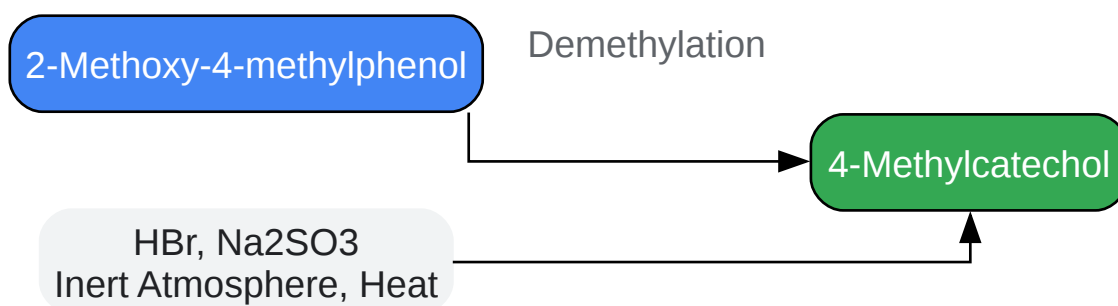 2-Methoxy-4-methylphenol
Demethylation
4-Methylcatechol
HBr, Na2SO3
Inert Atmosphere, Heat